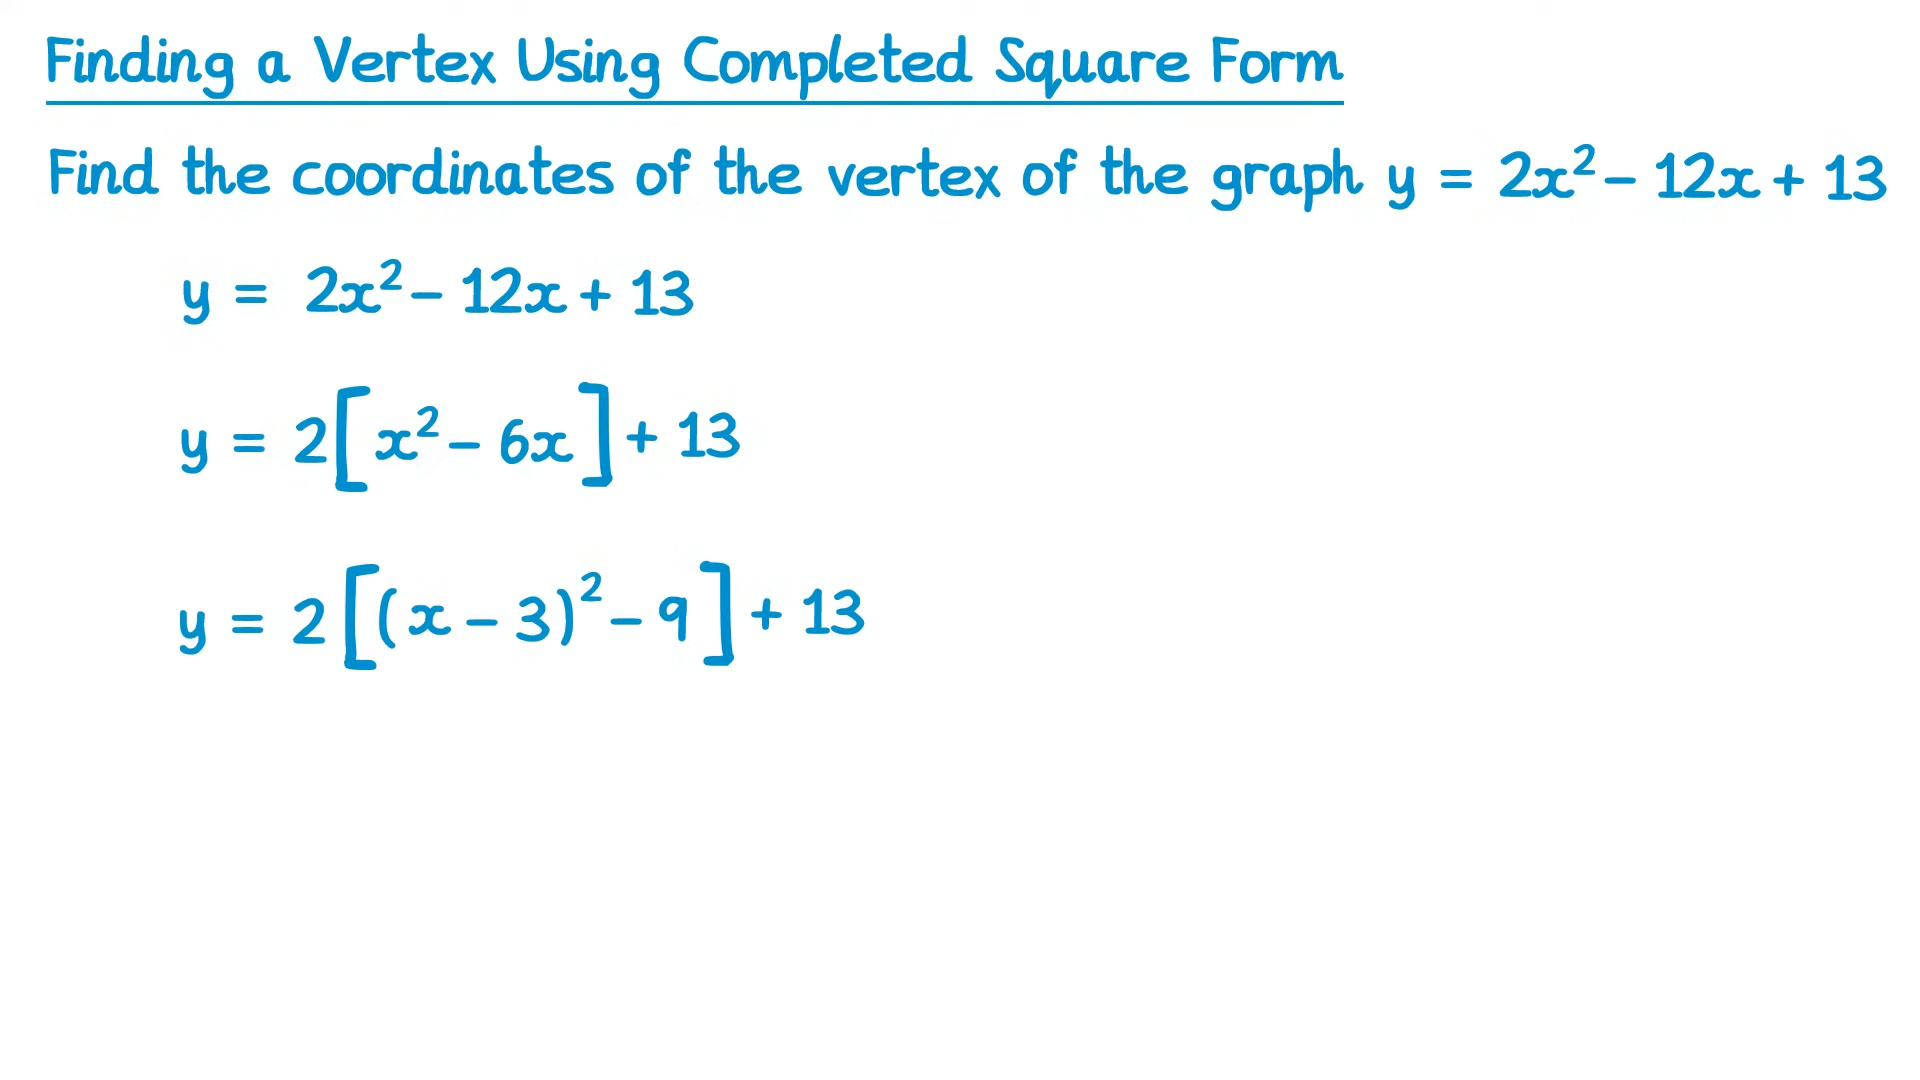 Finding a Vertex Using Completed Square Form
Find the coordinates of the vertex of the graph y = 2x² – 12x + 13
y = 2x² – 12x + 13
y = 2[x² – 6x] + 13
y = 2[(x – 3)² – 9] + 13